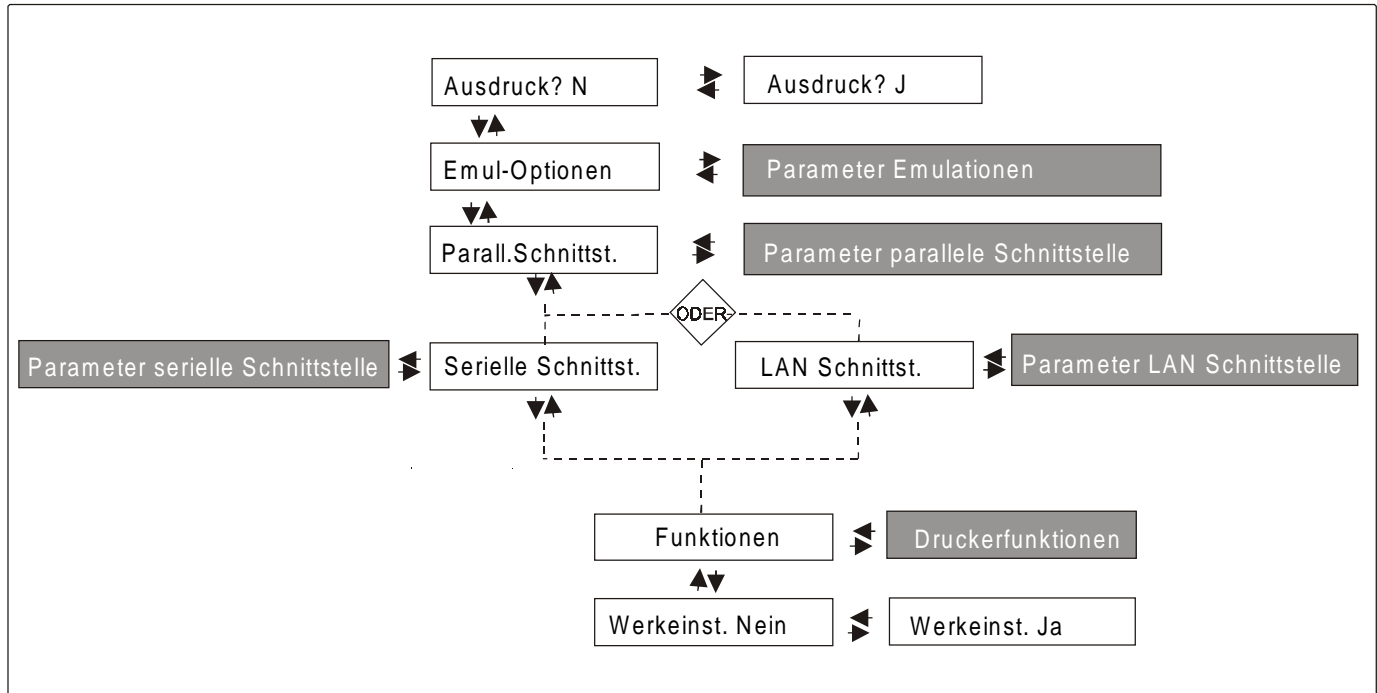 Ausdruck? N
Ausdruck? J
Emul-Optionen
Parameter Emulationen
Parall.Schnittst.
Parameter parallele Schnittstelle
ODER
Parameter serielle Schnittstelle
Serielle Schnittst.
LAN Schnittst.
Parameter LAN Schnittstelle
Funktionen
Druckerfunktionen
Werkeinst. Nein
Werkeinst. Ja